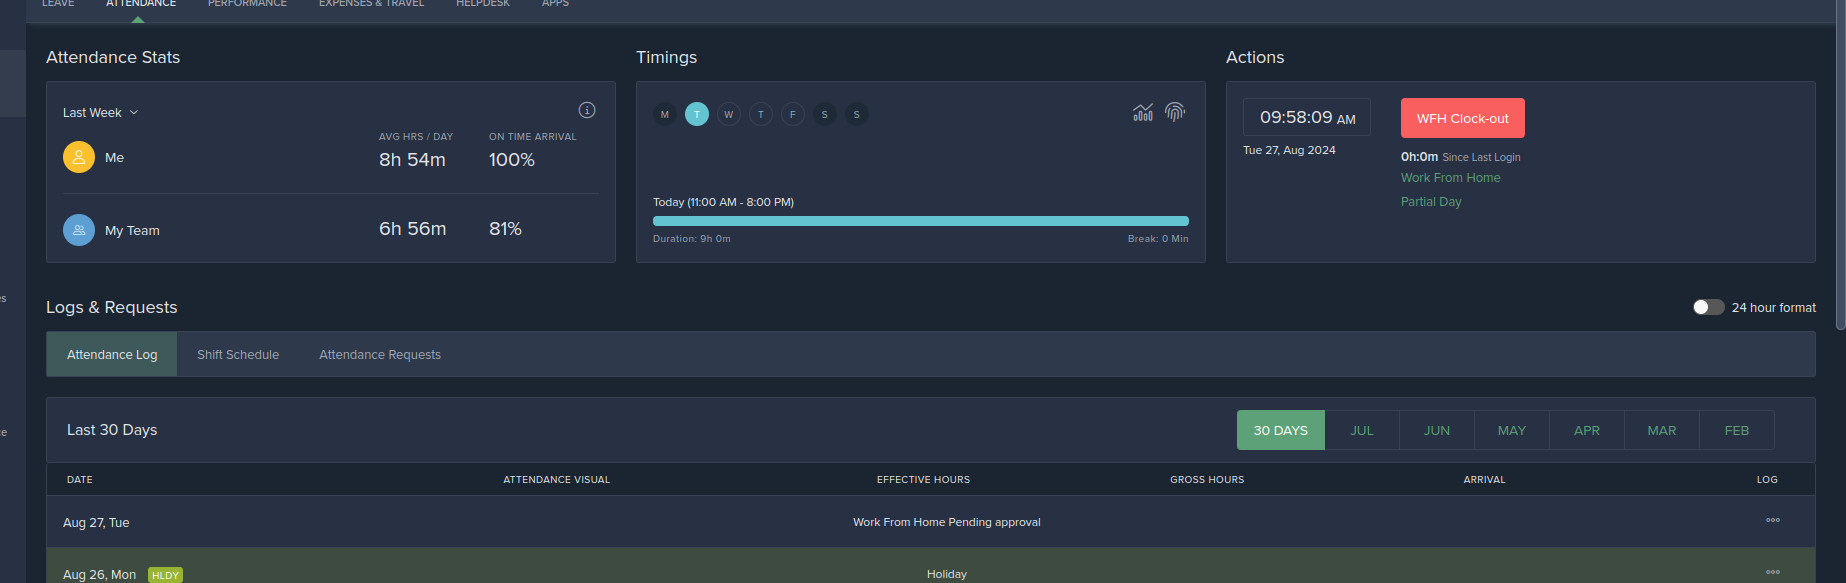 LEAVE ATTENDANCE PERFORMANCE EXPENSES & TRAVEL HELPDESK APPS
Attendance Stats
Last Week
AVG HRS / DAY ON TIME ARRIVAL
Me 8h 54m 100%
My Team 6h 56m 81%
Timings
M T W T F S S
Today (11:00 AM - 8:00 PM)
Duration: 9h 0m Break: 0 Min
Actions
09:58:09 AM
Tue 27, Aug 2024
WFH Clock-out
0h:0m Since Last Login
Work From Home
Partial Day
Logs & Requests
24 hour format
Attendance Log Shift Schedule Attendance Requests
Last 30 Days
30 DAYS JUL JUN MAY APR MAR FEB
DATE ATTENDANCE VISUAL EFFECTIVE HOURS GROSS HOURS ARRIVAL LOG
Aug 27, Tue Work From Home Pending approval
Aug 26, Mon HLDY Holiday